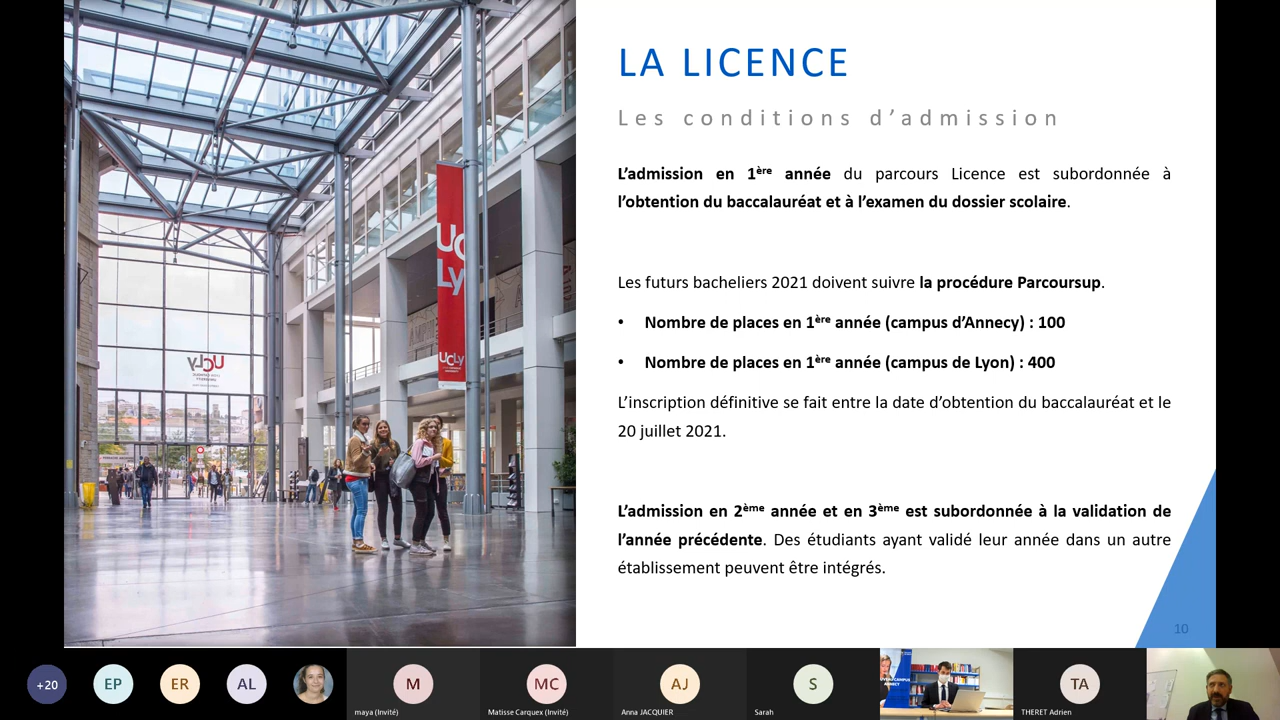 LA LICENCE
Les conditions d’admission
L’admission en 1ère année du parcours Licence est subordonnée à
l’obtention du baccalauréat et à l’examen du dossier scolaire.
Les futurs bacheliers 2021 doivent suivre la procédure Parcoursup.
• Nombre de places en 1ère année (campus d’Annecy) : 100
• Nombre de places en 1ère année (campus de Lyon) : 400
L’inscription définitive se fait entre la date d’obtention du baccalauréat et le
20 juillet 2021.
L’admission en 2ème année et en 3ème est subordonnée à la validation de
l’année précédente. Des étudiants ayant validé leur année dans un autre
établissement peuvent être intégrés.
10
UC
Ly
UCLy
UCLy
+20
EP
ER
AL
M
maya (Invité)
MC
Matisse Carquex (Invité)
AJ
Anna JACQUIER
S
Sarah
TA
THERET Adrien